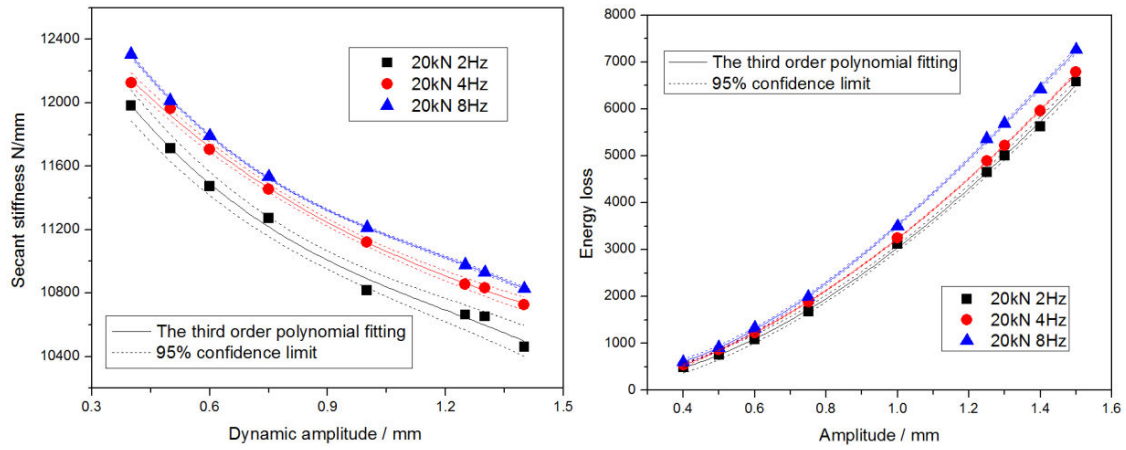 12400
12000
11600
11200
10800
10400
Secant stiffness N/mm
20kN 2Hz
20kN 4Hz
20kN 8Hz
The third order polynomial fitting
95% confidence limit
0.3
0.6
0.9
1.2
1.5
Dynamic amplitude / mm
8000
7000
6000
5000
4000
3000
2000
1000
0
Energy loss
The third order polynomial fitting
95% confidence limit
20kN 2Hz
20kN 4Hz
20kN 8Hz
0.4
0.6
0.8
1.0
1.2
1.4
1.6
Amplitude / mm